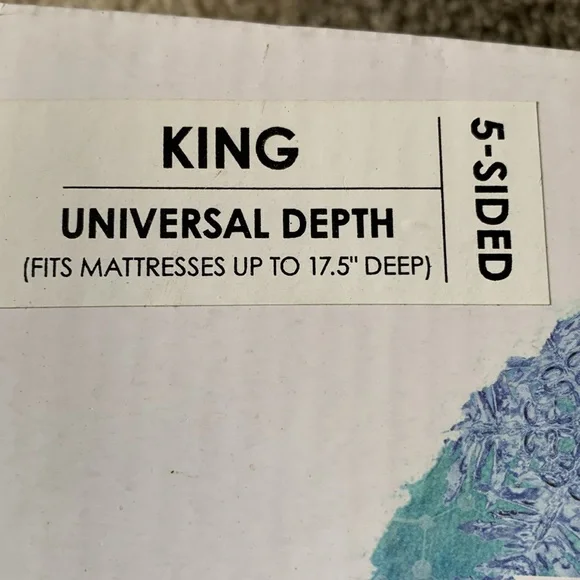 KING
UNIVERSAL DEPTH
(FITS MATTRESSES UP TO 17.5" DEEP)
5-SIDED